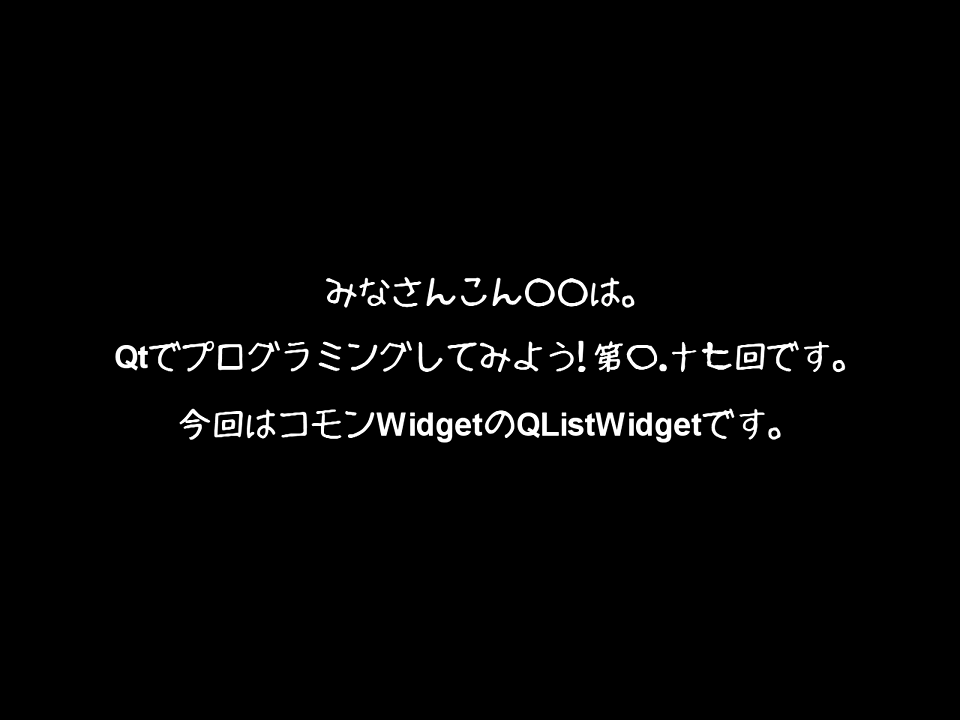 みなさんこん〇〇は。
Qtでプログラミングしてみよう！第〇.十七回です。
今回はコモンWidgetのQListWidgetです。